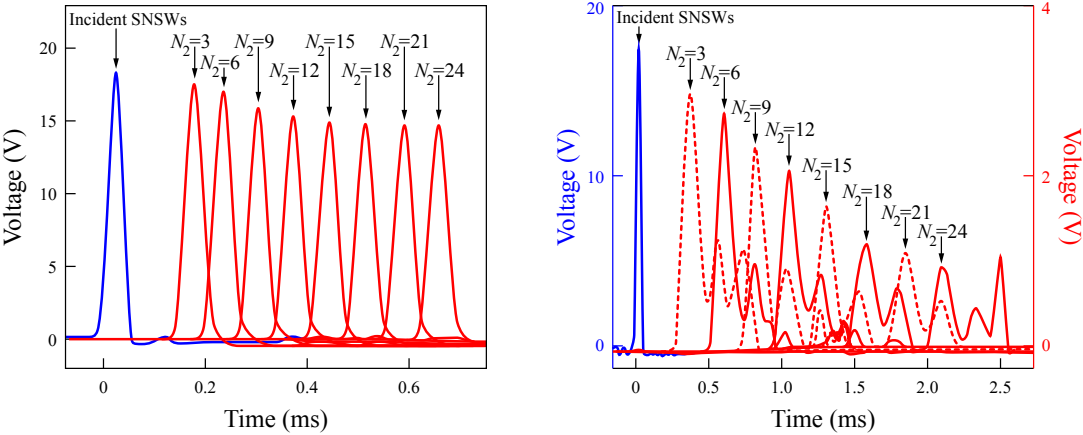 Incident SNSWs
N2=3
N2=6
N2=9
N2=12
N2=15
N2=18
N2=21
N2=24
20
15
10
5
0
Voltage (V)
0
0.2
0.4
0.6
Time (ms)
Incident SNSWs
N2=3
N2=6
N2=9
N2=12
N2=15
N2=18
N2=21
N2=24
20
10
0
Voltage (V)
4
2
0
Voltage (V)
0
0.5
1.0
1.5
2.0
2.5
Time (ms)